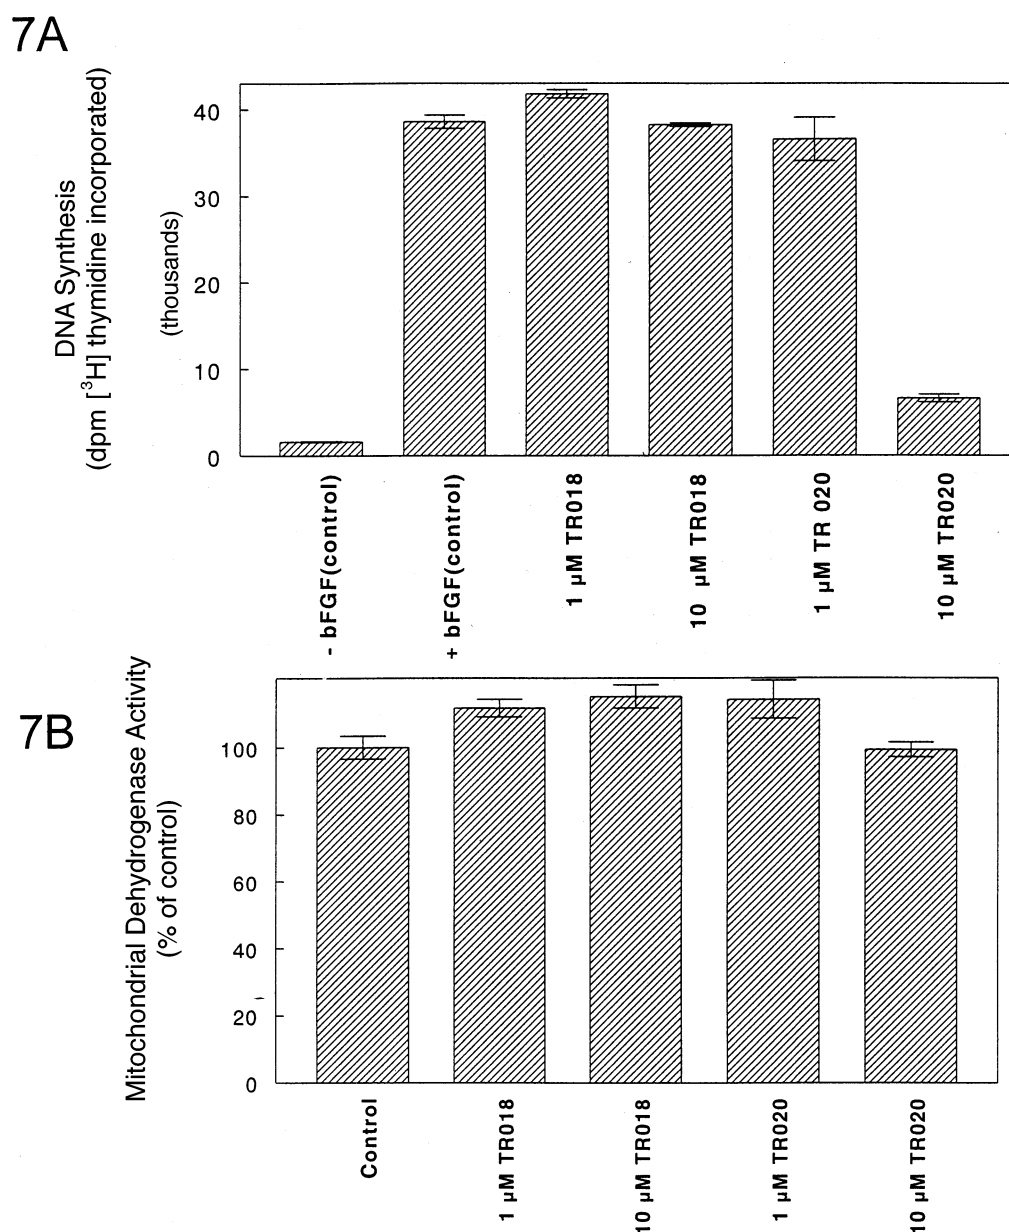 7A
DNA Synthesis
(dpm [³H] thymidine incorporated)
(thousands)
40
30
20
10
0
- bFGF(control)
+ bFGF(control)
1 µM TR018
10 µM TR018
1 µM TR 020
10 µM TR020
7B
Mitochondrial Dehydrogenase Activity
(% of control)
100
80
60
40
20
0
Control
1 µM TR018
10 µM TR018
1 µM TR020
10 µM TR020